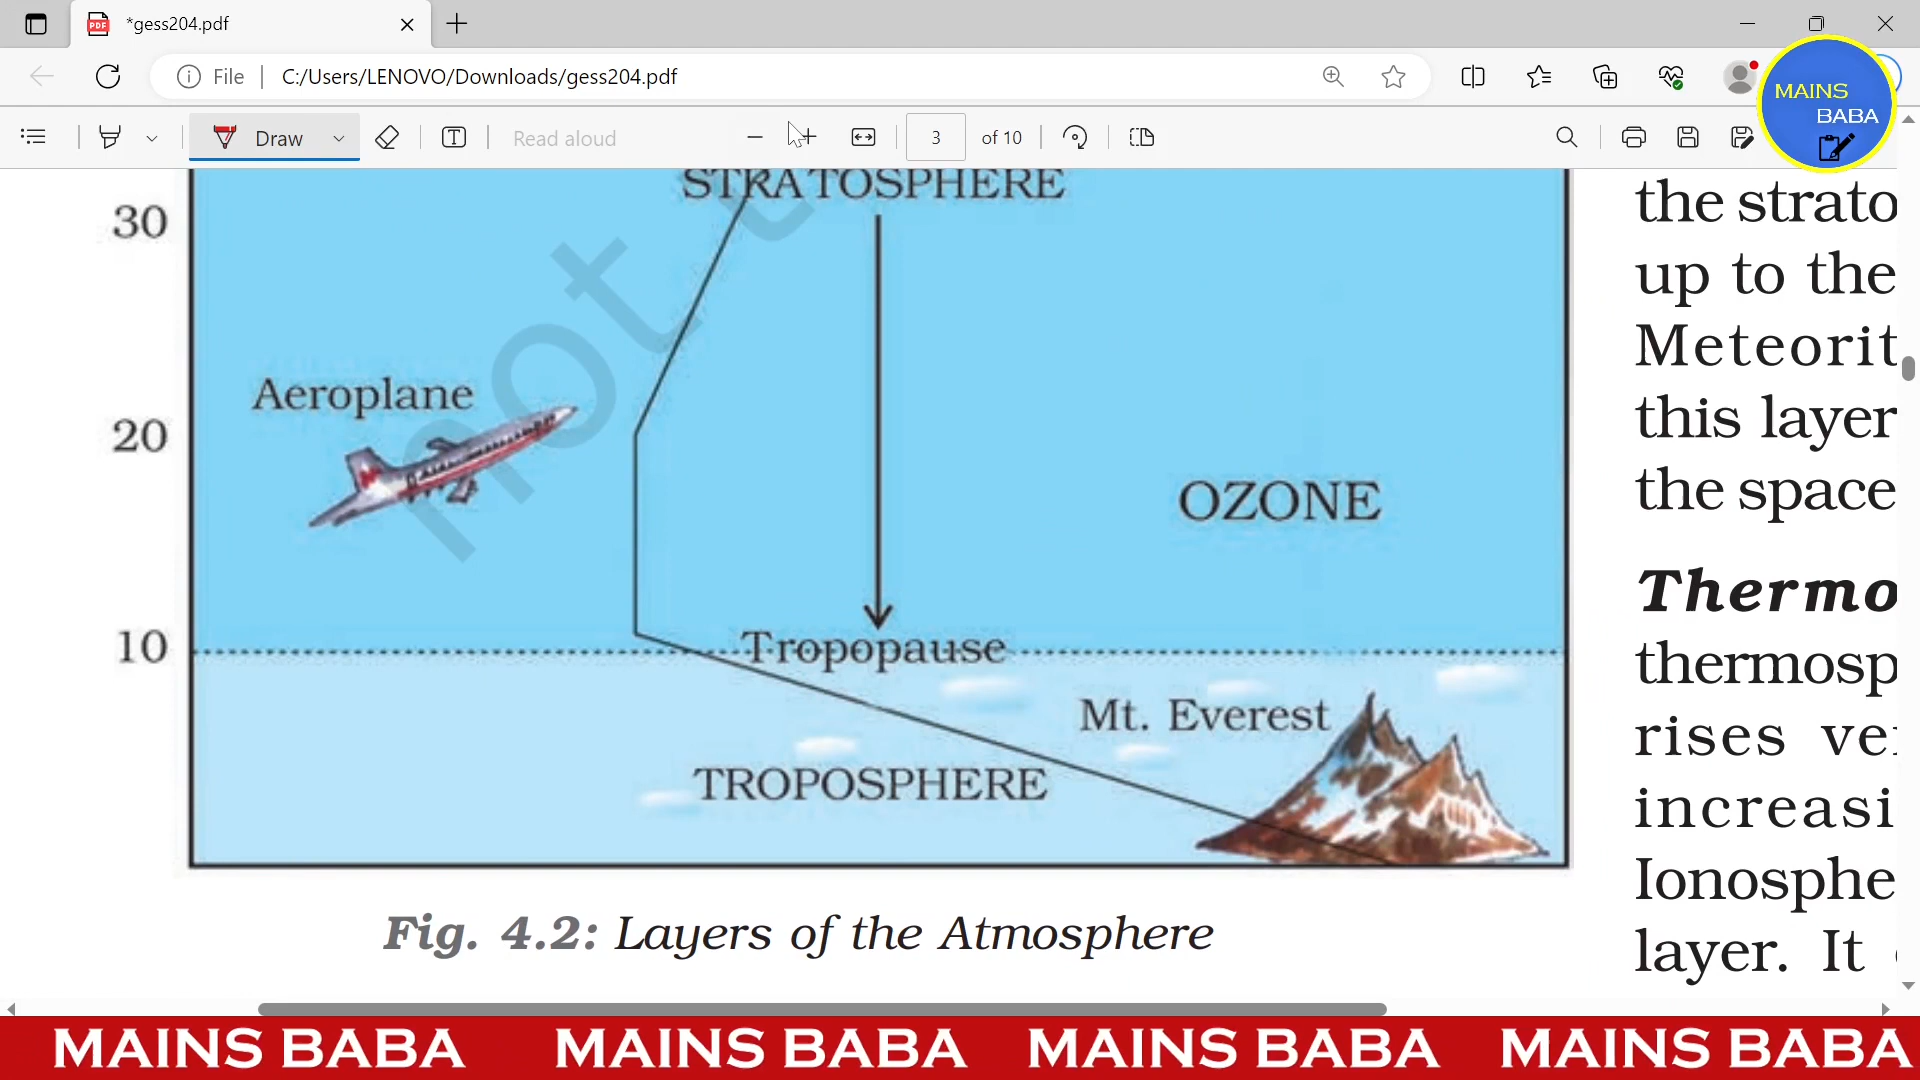 *gess204.pdf
File
C:/Users/LENOVO/Downloads/gess204.pdf
MAINS
BABA
Draw
Read aloud
3
of 10
STRATOSPHERE
30
not t
Aeroplane
20
OZONE
10
Tropopause
Mt. Everest
TROPOSPHERE
Fig. 4.2: Layers of the Atmosphere
the strato
up to the
Meteorit
this layer
the space
Thermo
thermosp
rises ve
increasi
Ionosphe
layer. It
MAINS BABA MAINS BABA MAINS BABA MAINS BABA